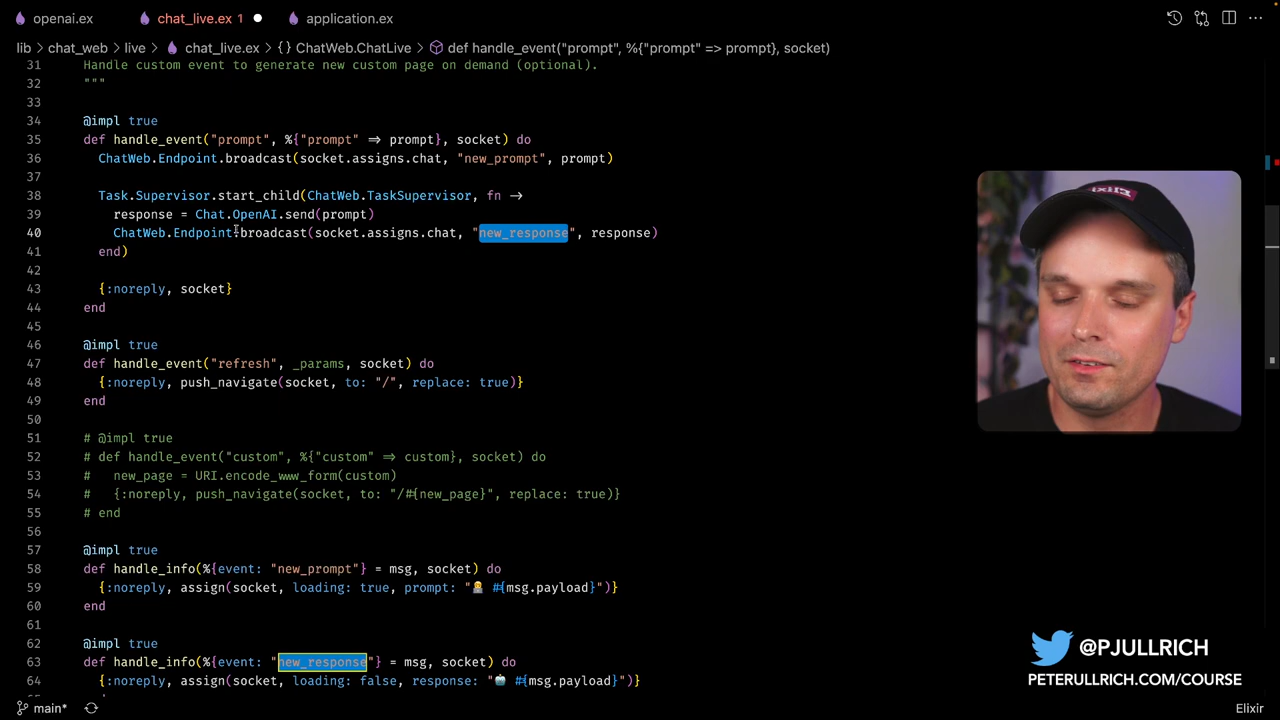 openai.ex
chat_live.ex 1
application.ex
lib > chat_web > live > chat_live.ex > {} ChatWeb.ChatLive > def handle_event("prompt", %{"prompt" => prompt}, socket)
31 Handle custom event to generate new custom page on demand (optional).
32 """
33
34 @impl true
35 def handle_event("prompt", %{"prompt" => prompt}, socket) do
36 ChatWeb.Endpoint.broadcast(socket.assigns.chat, "new_prompt", prompt)
37
38 Task.Supervisor.start_child(ChatWeb.TaskSupervisor, fn ->
39 response = Chat.OpenAI.send(prompt)
40 ChatWeb.Endpoint.broadcast(socket.assigns.chat, "new_response", response)
41 end)
42
43 {:noreply, socket}
44 end
45
46 @impl true
47 def handle_event("refresh", _params, socket) do
48 {:noreply, push_navigate(socket, to: "/", replace: true)}
49 end
50
51 # @impl true
52 # def handle_event("custom", %{"custom" => custom}, socket) do
53 # new_page = URI.encode_www_form(custom)
54 # {:noreply, push_navigate(socket, to: "/#{new_page}", replace: true)}
55 # end
56
57 @impl true
58 def handle_info(%{event: "new_prompt"} = msg, socket) do
59 {:noreply, assign(socket, loading: true, prompt: "🧑‍💻 #{msg.payload}")}
60 end
61
62 @impl true
63 def handle_info(%{event: "new_response"} = msg, socket) do
64 {:noreply, assign(socket, loading: false, response: "🤖 #{msg.payload}")}
@PJULLRICH
PETERULLRICH.COM/COURSE
main*
Elixir